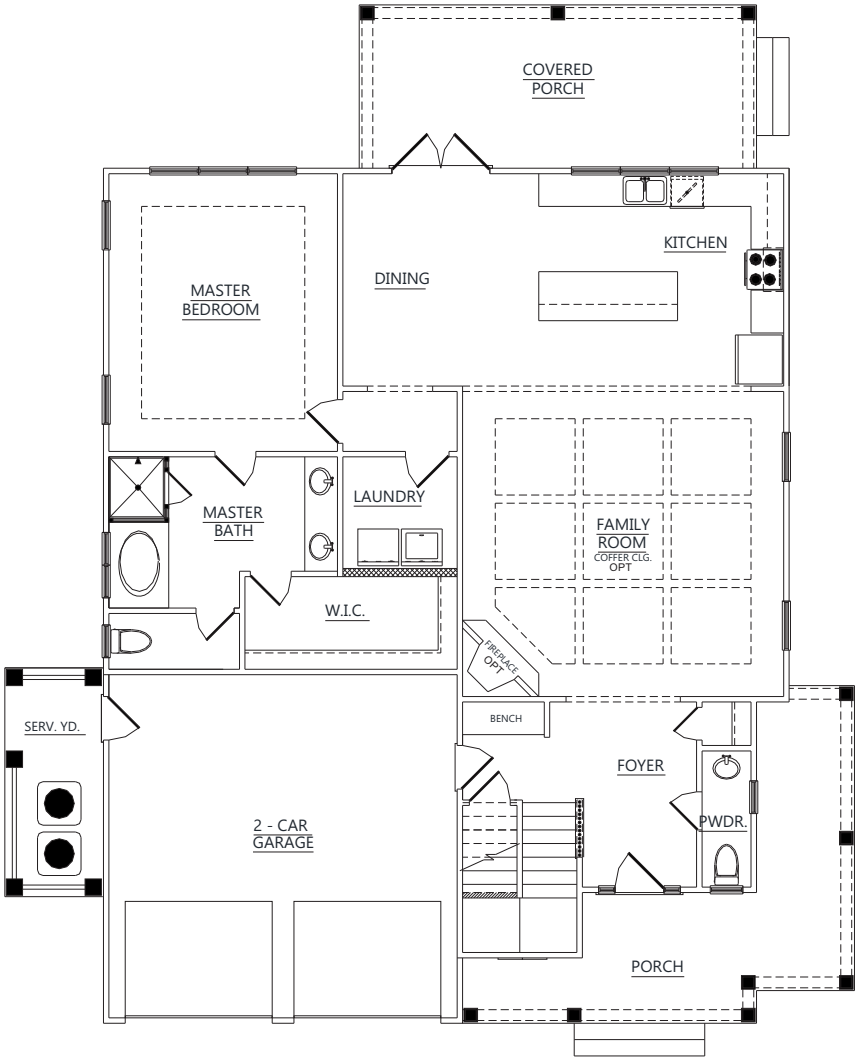 COVERED
PORCH
KITCHEN
DINING
MASTER
BEDROOM
LAUNDRY
MASTER
BATH
FAMILY
ROOM
COFFER CLG.
OPT
W.I.C.
FIREPLACE
OPT
BENCH
SERV. YD.
FOYER
PWDR.
2 - CAR
GARAGE
PORCH